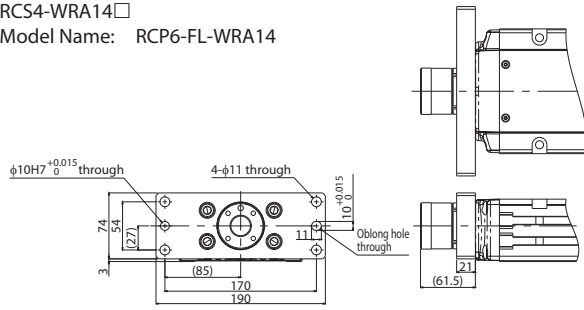 RCS4-WRA14□
Model Name: RCP6-FL-WRA14
φ10H7 +0.015 0 through
4-φ11 through
74
54
(27)
3
11
10 +0.015 0
Oblong hole
through
(85)
170
190
21
(61.5)